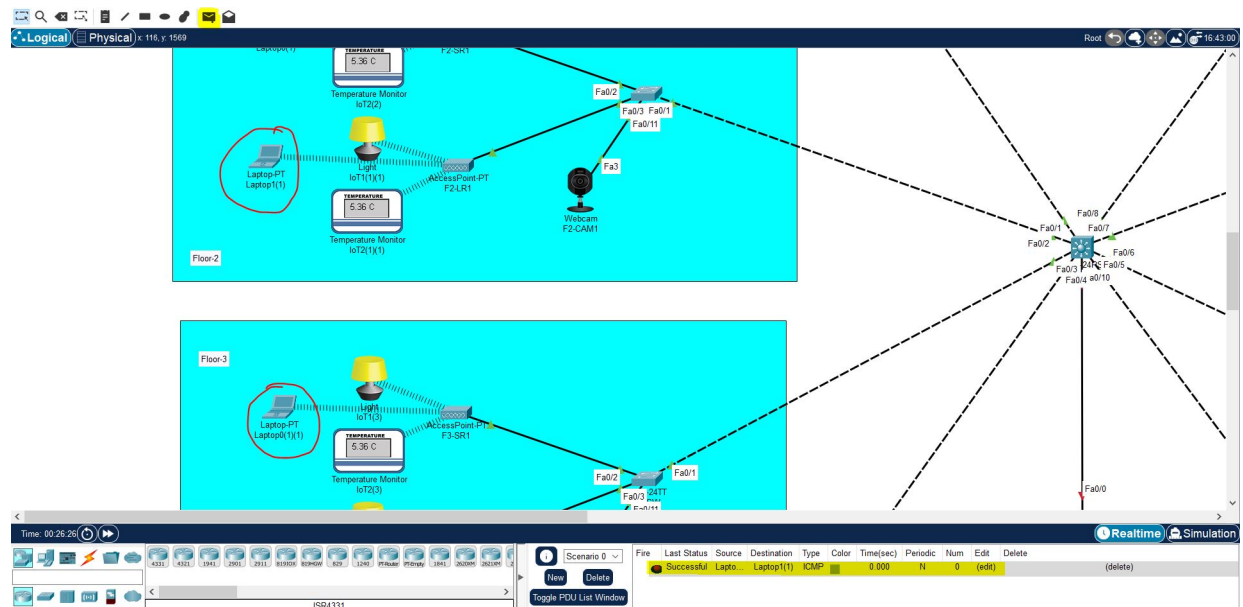 Logical
Physical
x: 116, y: 1569
Root
16:43:00
Laptop0(1)
TEMPERATURE
5.36 C
Temperature Monitor
IoT2(2)
F2-SR1
Fa0/2
Fa0/3 Fa0/1
Fa0/11
Laptop-PT
Laptop1(1)
Light
IoT1(1)(1)
AccessPoint-PT
F2-LR1
Fa3
Webcam
F2-CAM1
TEMPERATURE
5.36 C
Temperature Monitor
IoT2(1)(1)
Floor-2
Fa0/8
Fa0/1
Fa0/7
Fa0/2
Fa0/6
Fa0/3
Fa0/5
Fa0/4
a0/10
Fa0/0
Floor-3
Laptop-PT
Laptop0(1)(1)
Light
IoT1(3)
AccessPoint-PT
F3-SR1
TEMPERATURE
5.36 C
Temperature Monitor
IoT2(3)
Fa0/2
Fa0/1
24TT
Fa0/3
Fa0/11
Time: 00:26:26
Realtime
Simulation
4331 4321 1941 2901 2911 819IOX 819HGW 829 1240 PT-Router PT-Empty 1841 2620XM 2621XM
ISR4331
Scenario 0
New
Delete
Toggle PDU List Window
Fire Last Status Source Destination Type Color Time(sec) Periodic Num Edit Delete
Successful Lapto... Laptop1(1) ICMP 0.000 N 0 (edit) (delete)